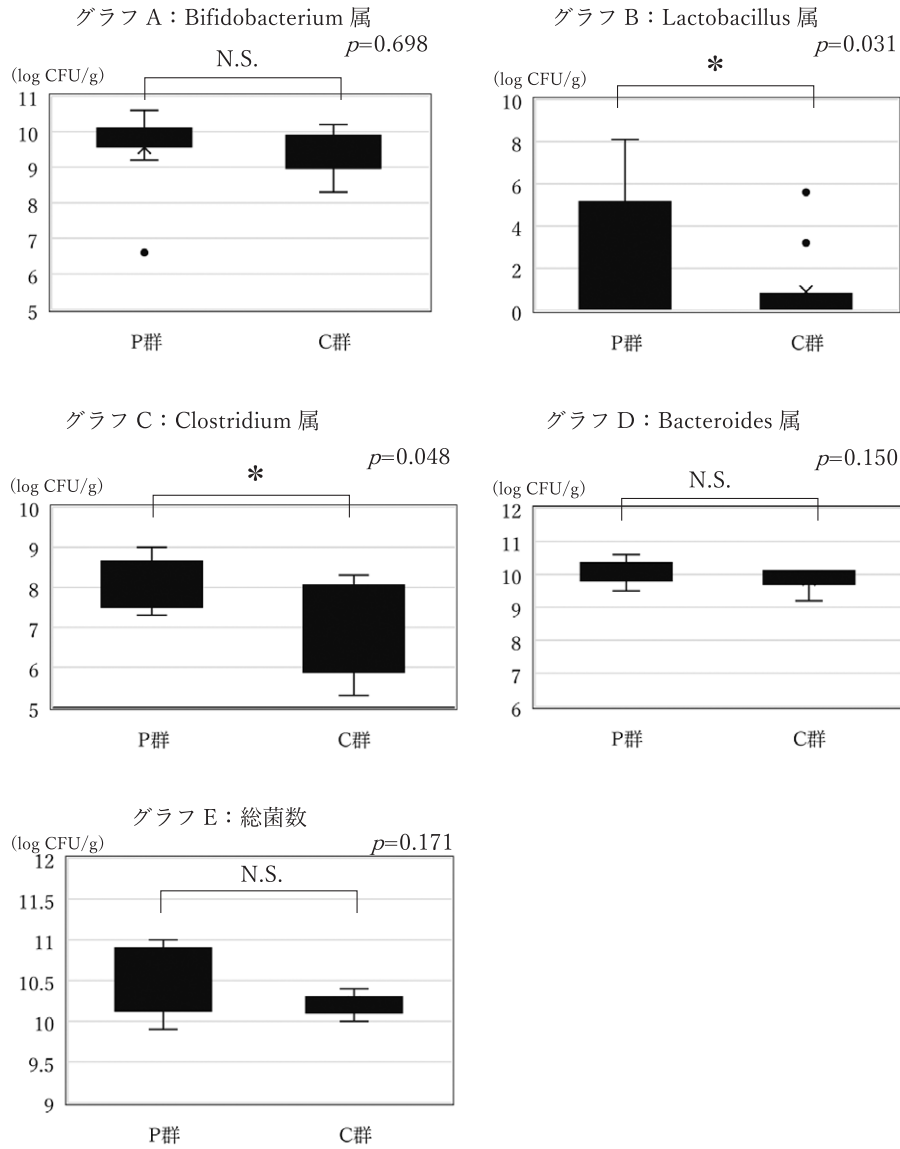 グラフ A：Bifidobacterium 属
p=0.698
N.S.
(log CFU/g)
11
10
9
8
7
6
5
P群
C群
グラフ B：Lactobacillus 属
p=0.031
*
(log CFU/g)
10
8
6
4
2
0
P群
C群
グラフ C：Clostridium 属
p=0.048
*
(log CFU/g)
10
9
8
7
6
5
P群
C群
グラフ D：Bacteroides 属
p=0.150
N.S.
(log CFU/g)
12
11
10
9
8
7
6
P群
C群
グラフ E：総菌数
p=0.171
(log CFU/g)
N.S.
12
11.5
11
10.5
10
9.5
9
P群
C群